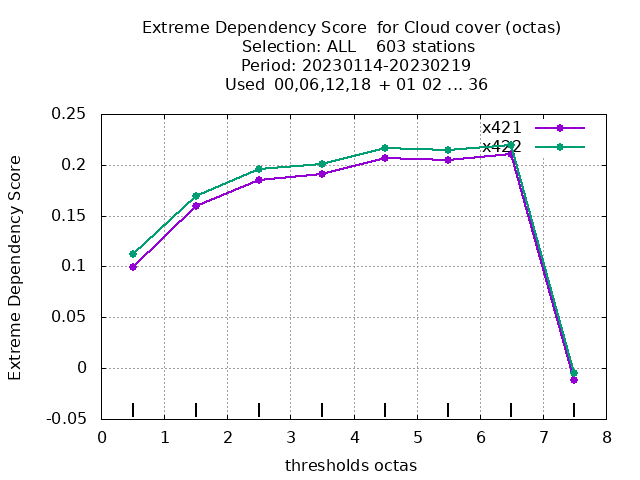 Extreme Dependency Score  for Cloud cover (octas)
Selection: ALL    603 stations
Period: 20230114-20230219
Used  00,06,12,18  + 01 02 ... 36
x421
x422
Extreme Dependency Score
0.25
0.2
0.15
0.1
0.05
0
-0.05
0 1 2 3 4 5 6 7 8
thresholds octas